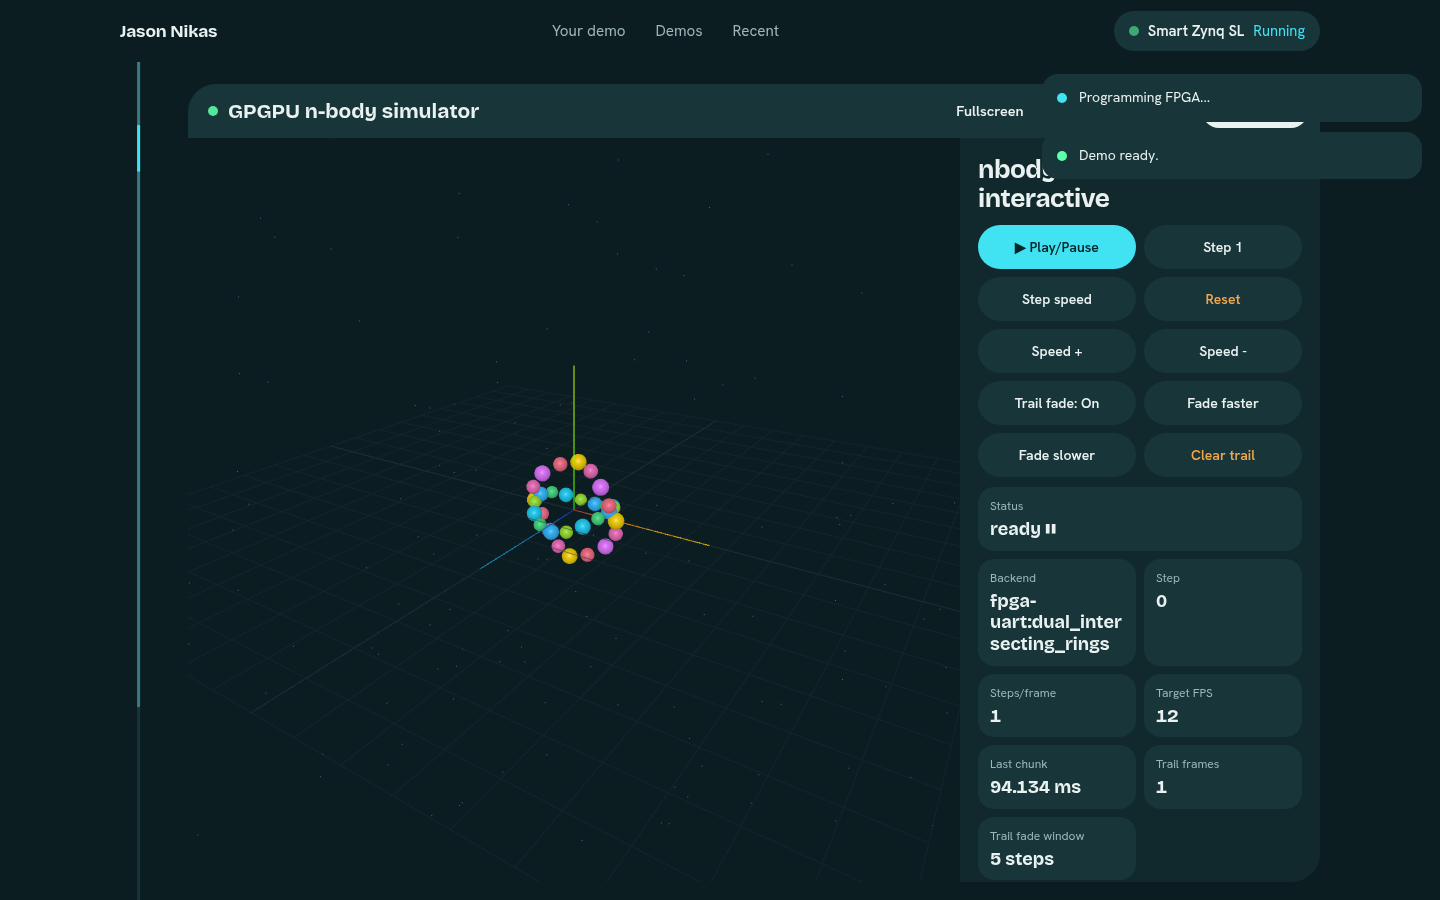 Jason Nikas
Your demo
Demos
Recent
Smart Zynq SL Running
GPGPU n-body simulator
Fullscreen
Programming FPGA...
Demo ready.
nbody
interactive
▶ Play/Pause
Step 1
Step speed
Reset
Speed +
Speed -
Trail fade: On
Fade faster
Fade slower
Clear trail
Status
ready ⏸
Backend
fpga-
uart:dual_inter
secting_rings
Step
0
Steps/frame
1
Target FPS
12
Last chunk
94.134 ms
Trail frames
1
Trail fade window
5 steps